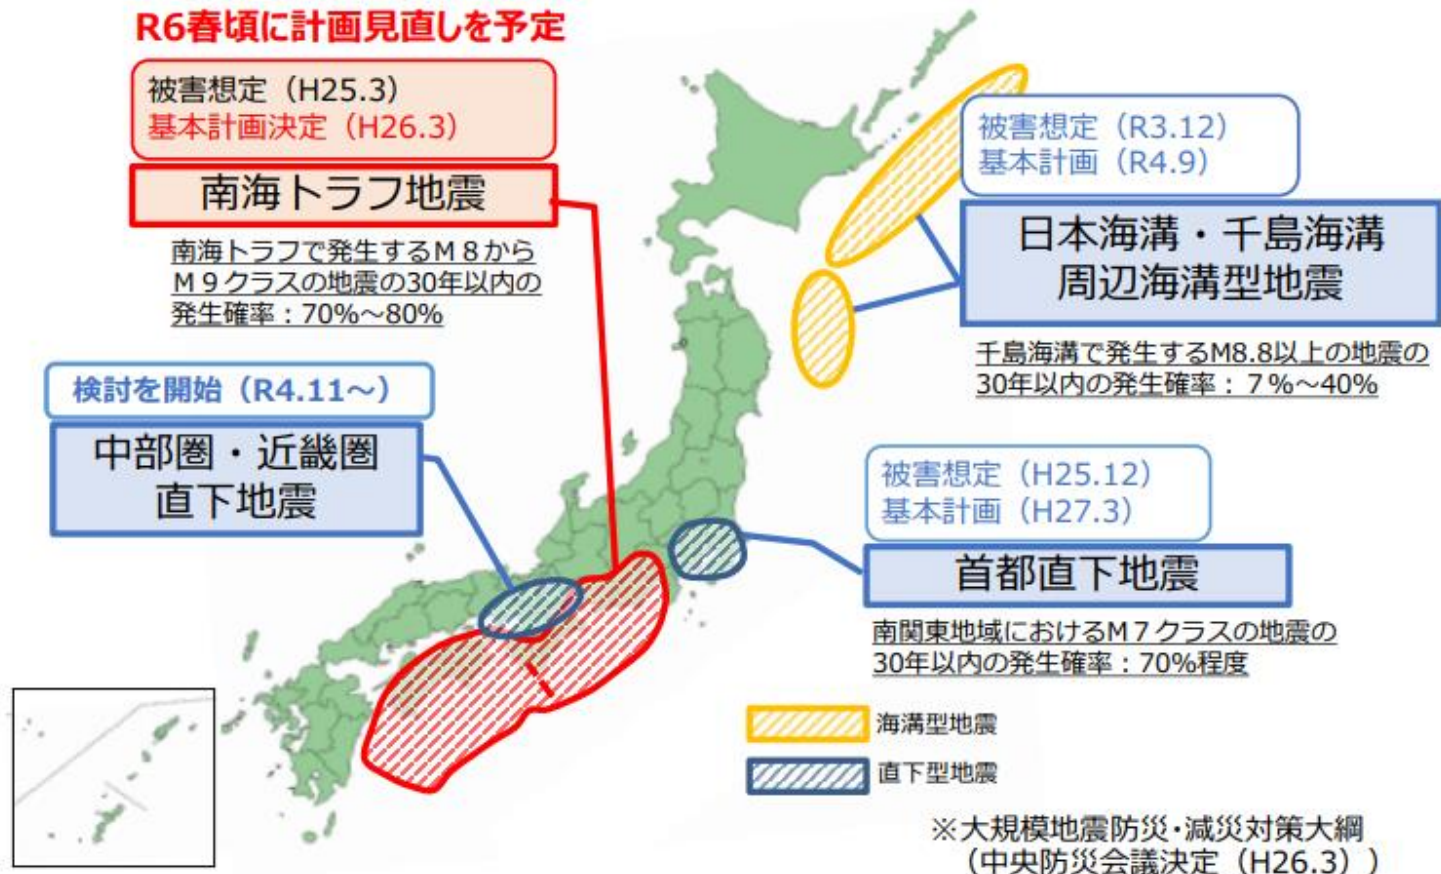 R6春頃に計画見直しを予定
被害想定（H25.3）
基本計画決定（H26.3）
南海トラフ地震
南海トラフで発生するM８から
M９クラスの地震の30年以内の
発生確率：70%～80%
検討を開始（R4.11～）
中部圏・近畿圏
直下地震
被害想定（R3.12）
基本計画（R4.9）
日本海溝・千島海溝
周辺海溝型地震
千島海溝で発生するM8.8以上の地震の
30年以内の発生確率：７%～40%
被害想定（H25.12）
基本計画（H27.3）
首都直下地震
南関東地域におけるM７クラスの地震の
30年以内の発生確率：70%程度
海溝型地震
直下型地震
※大規模地震防災･減災対策大綱
（中央防災会議決定（H26.3））